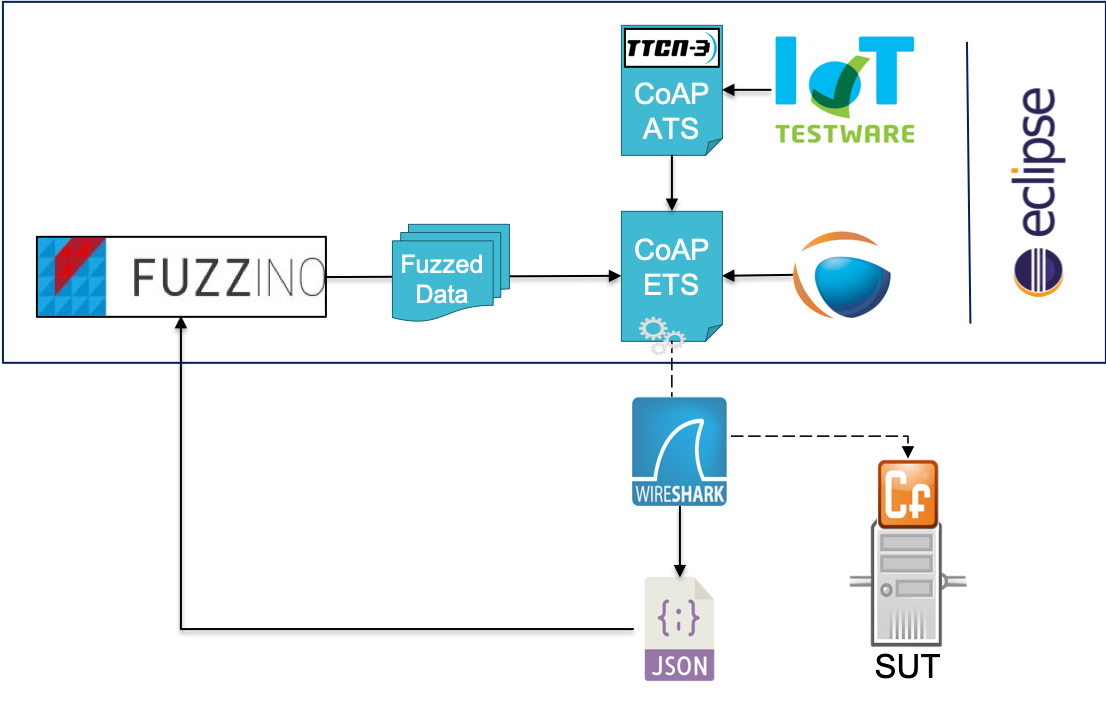 TTCN-3
CoAP
ATS
IoT
TESTWARE
eclipse
FUZZINO
Fuzzed
Data
CoAP
ETS
WIRESHARK
Cf
{;}
JSON
SUT